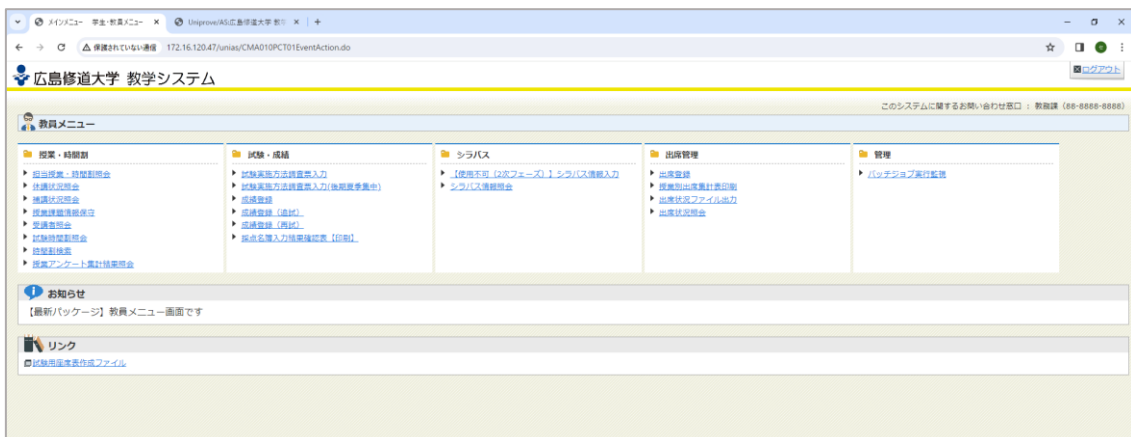 メインメニュー 学生・教員メニュー
Uniprove/AS:広島修道大学 教学
保護されていない通信 172.16.120.47/unias/CMA010PCT01EventAction.do
広島修道大学 教学システム
ログアウト
このシステムに関するお問い合わせ窓口 : 教務課 (88-8888-8888)
教員メニュー
授業・時間割
担当授業・時間割照会
休講状況照会
補講状況照会
授業課題情報保守
受講者照会
試験時間割照会
時間割検索
授業アンケート集計結果照会
試験・成績
試験実施方法調査票入力
試験実施方法調査票入力(後期夏季集中)
成績登録
成績登録(追試)
成績登録(再試)
採点名簿入力結果確認表【印刷】
シラバス
【使用不可(2次フェーズ)】シラバス情報入力
シラバス情報照会
出席管理
出席登録
授業別出席集計表印刷
出席状況ファイル出力
出席状況照会
管理
バッチジョブ実行監視
お知らせ
【最新パッケージ】教員メニュー画面です
リンク
試験用座席表作成ファイル